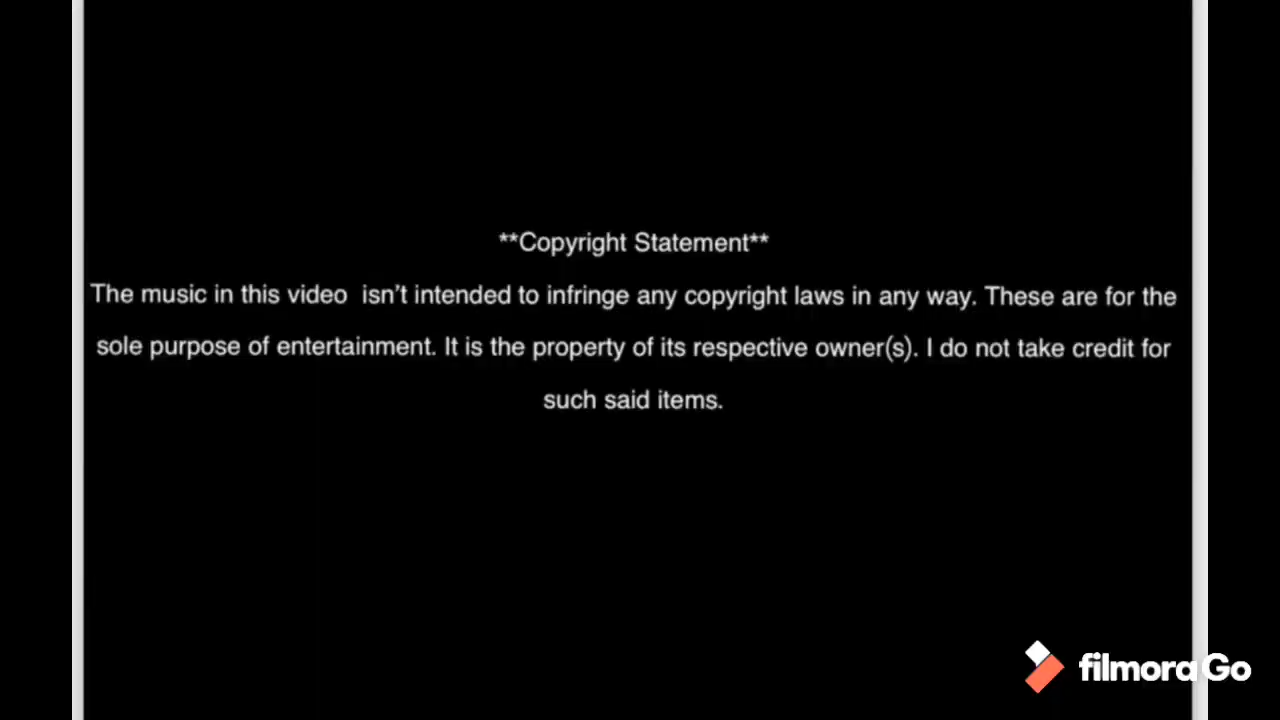 **Copyright Statement**
The music in this video  isn't intended to infringe any copyright laws in any way. These are for the
sole purpose of entertainment. It is the property of its respective owner(s). I do not take credit for
such said items.
filmoraGo